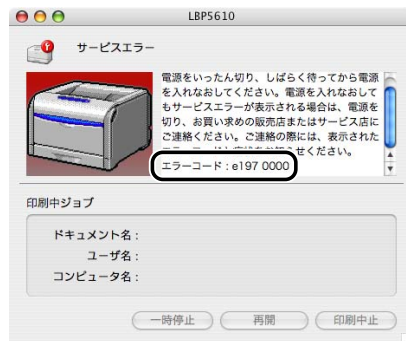 LBP5610
サービスエラー
電源をいったん切り、しばらく待ってから電源
を入れなおしてください。電源を入れなおして
もサービスエラーが表示される場合は、電源を
切り、お買い求めの販売店またはサービス店に
ご連絡ください。ご連絡の際には、表示された
せください。
エラーコード : e197 0000
印刷中ジョブ
ドキュメント名 :
ユーザ名 :
コンピュータ名 :
一時停止 再開 印刷中止